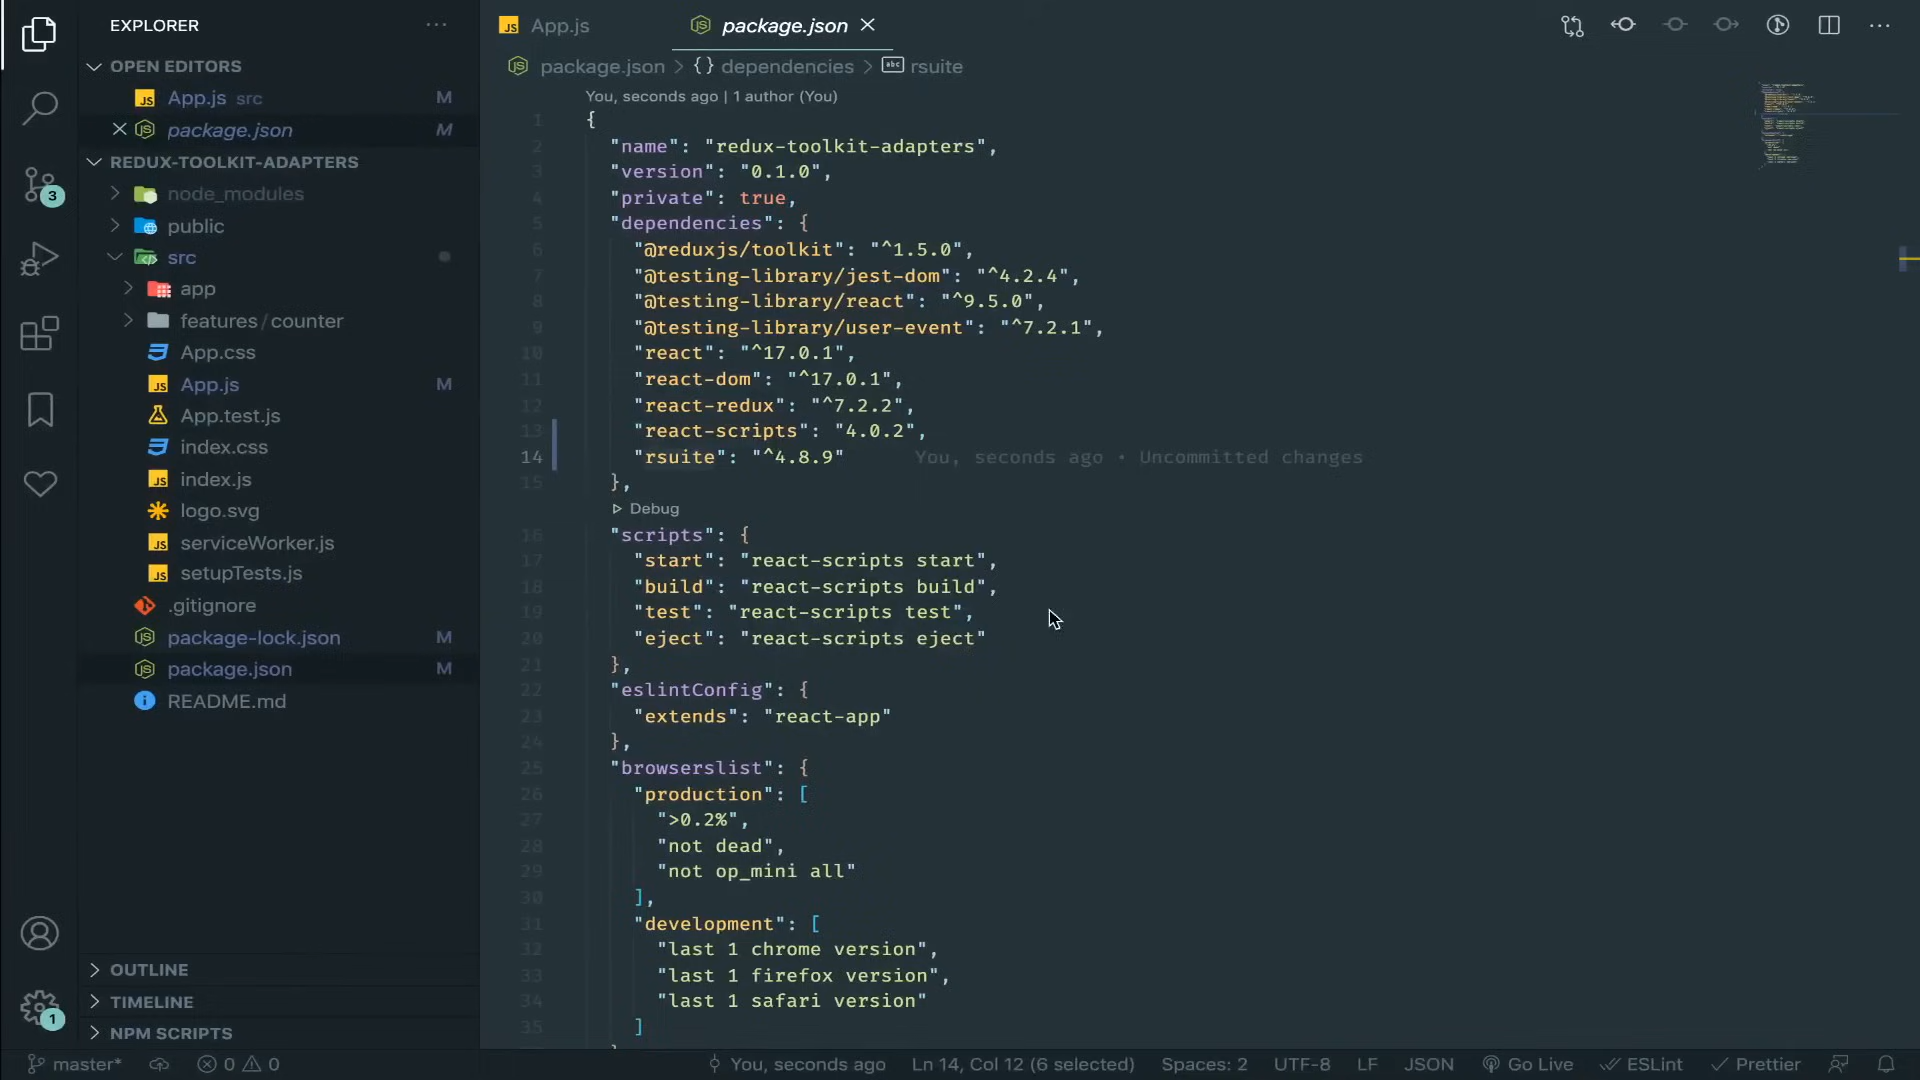 EXPLORER
OPEN EDITORS
JS App.js src M
package.json M
REDUX-TOOLKIT-ADAPTERS
node_modules
public
src
app
features / counter
App.css
JS App.js M
App.test.js
index.css
JS index.js
logo.svg
JS serviceWorker.js
JS setupTests.js
.gitignore
package-lock.json M
package.json M
README.md
OUTLINE
TIMELINE
NPM SCRIPTS
3
1
JS App.js
package.json
package.json > {} dependencies > abc rsuite
You, seconds ago | 1 author (You)
1 {
2 "name": "redux-toolkit-adapters",
3 "version": "0.1.0",
4 "private": true,
5 "dependencies": {
6 "@reduxjs/toolkit": "^1.5.0",
7 "@testing-library/jest-dom": "^4.2.4",
8 "@testing-library/react": "^9.5.0",
9 "@testing-library/user-event": "^7.2.1",
10 "react": "^17.0.1",
11 "react-dom": "^17.0.1",
12 "react-redux": "^7.2.2",
13 "react-scripts": "4.0.2",
14 "rsuite": "^4.8.9" You, seconds ago • Uncommitted changes
15 },
Debug
16 "scripts": {
17 "start": "react-scripts start",
18 "build": "react-scripts build",
19 "test": "react-scripts test",
20 "eject": "react-scripts eject"
21 },
22 "eslintConfig": {
23 "extends": "react-app"
24 },
25 "browserslist": {
26 "production": [
27 ">0.2%",
28 "not dead",
29 "not op_mini all"
30 ],
31 "development": [
32 "last 1 chrome version",
33 "last 1 firefox version",
34 "last 1 safari version"
35 ]
master* 0 0 You, seconds ago Ln 14, Col 12 (6 selected) Spaces: 2 UTF-8 LF JSON Go Live ESLint Prettier